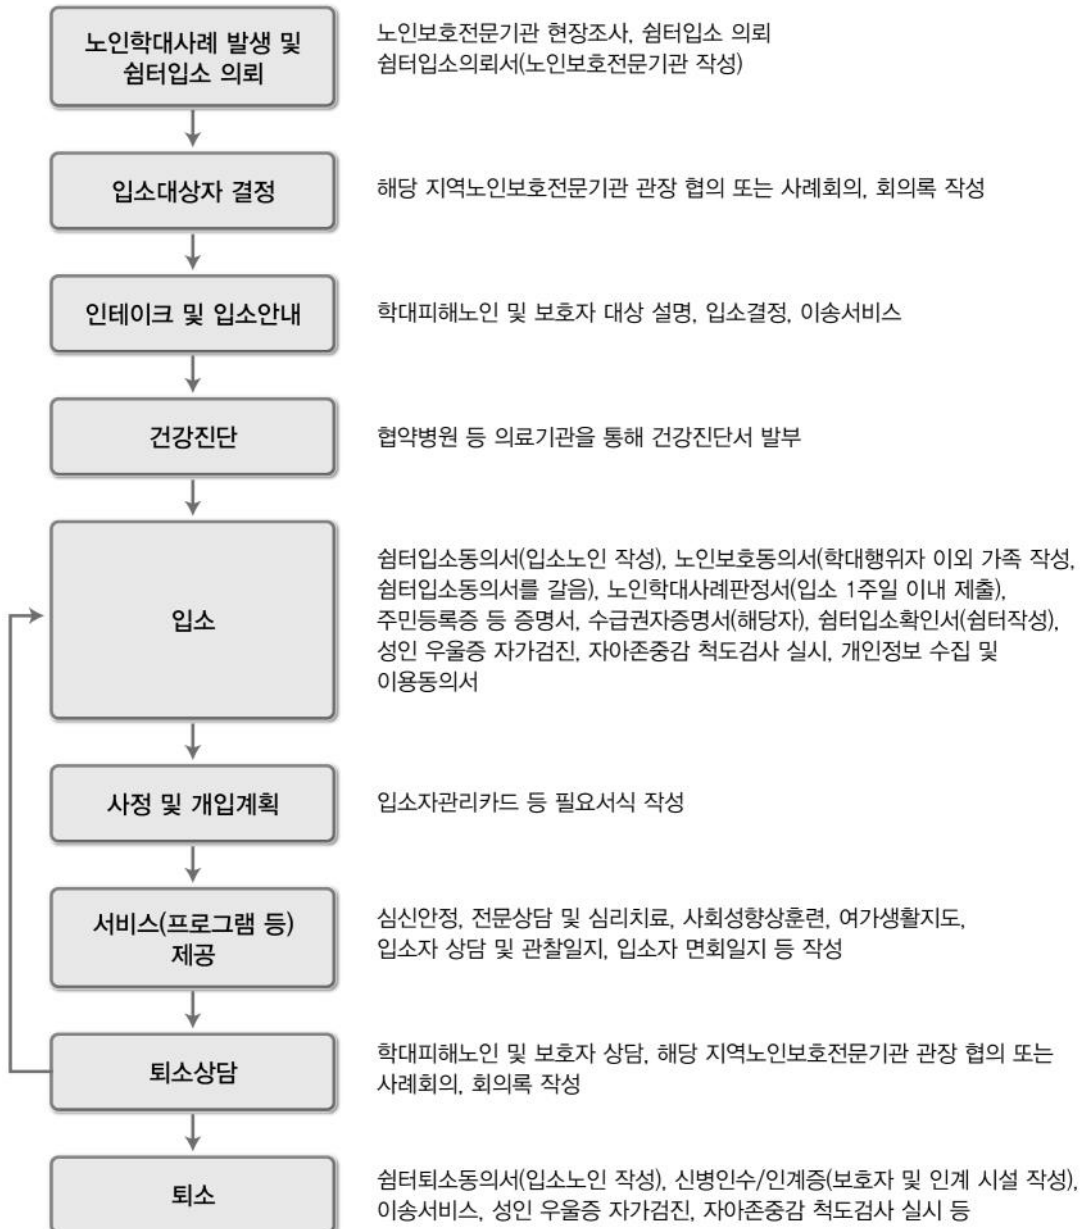 노인학대사례 발생 및
쉼터입소 의뢰
노인보호전문기관 현장조사, 쉼터입소 의뢰
쉼터입소의뢰서(노인보호전문기관 작성)
입소대상자 결정
해당 지역노인보호전문기관 관장 협의 또는 사례회의, 회의록 작성
인테이크 및 입소안내
학대피해노인 및 보호자 대상 설명, 입소결정, 이송서비스
건강진단
협약병원 등 의료기관을 통해 건강진단서 발부
입소
쉼터입소동의서(입소노인 작성), 노인보호동의서(학대행위자 이외 가족 작성,
쉼터입소동의서를 갈음), 노인학대사례판정서(입소 1주일 이내 제출),
주민등록증 등 증명서, 수급권자증명서(해당자), 쉼터입소확인서(쉼터작성),
성인 우울증 자가검진, 자아존중감 척도검사 실시, 개인정보 수집 및
이용동의서
사정 및 개입계획
입소자관리카드 등 필요서식 작성
서비스(프로그램 등)
제공
심신안정, 전문상담 및 심리치료, 사회성향상훈련, 여가생활지도,
입소자 상담 및 관찰일지, 입소자 면회일지 등 작성
퇴소상담
학대피해노인 및 보호자 상담, 해당 지역노인보호전문기관 관장 협의 또는
사례회의, 회의록 작성
퇴소
쉼터퇴소동의서(입소노인 작성), 신병인수/인계증(보호자 및 인계 시설 작성),
이송서비스, 성인 우울증 자가검진, 자아존중감 척도검사 실시 등